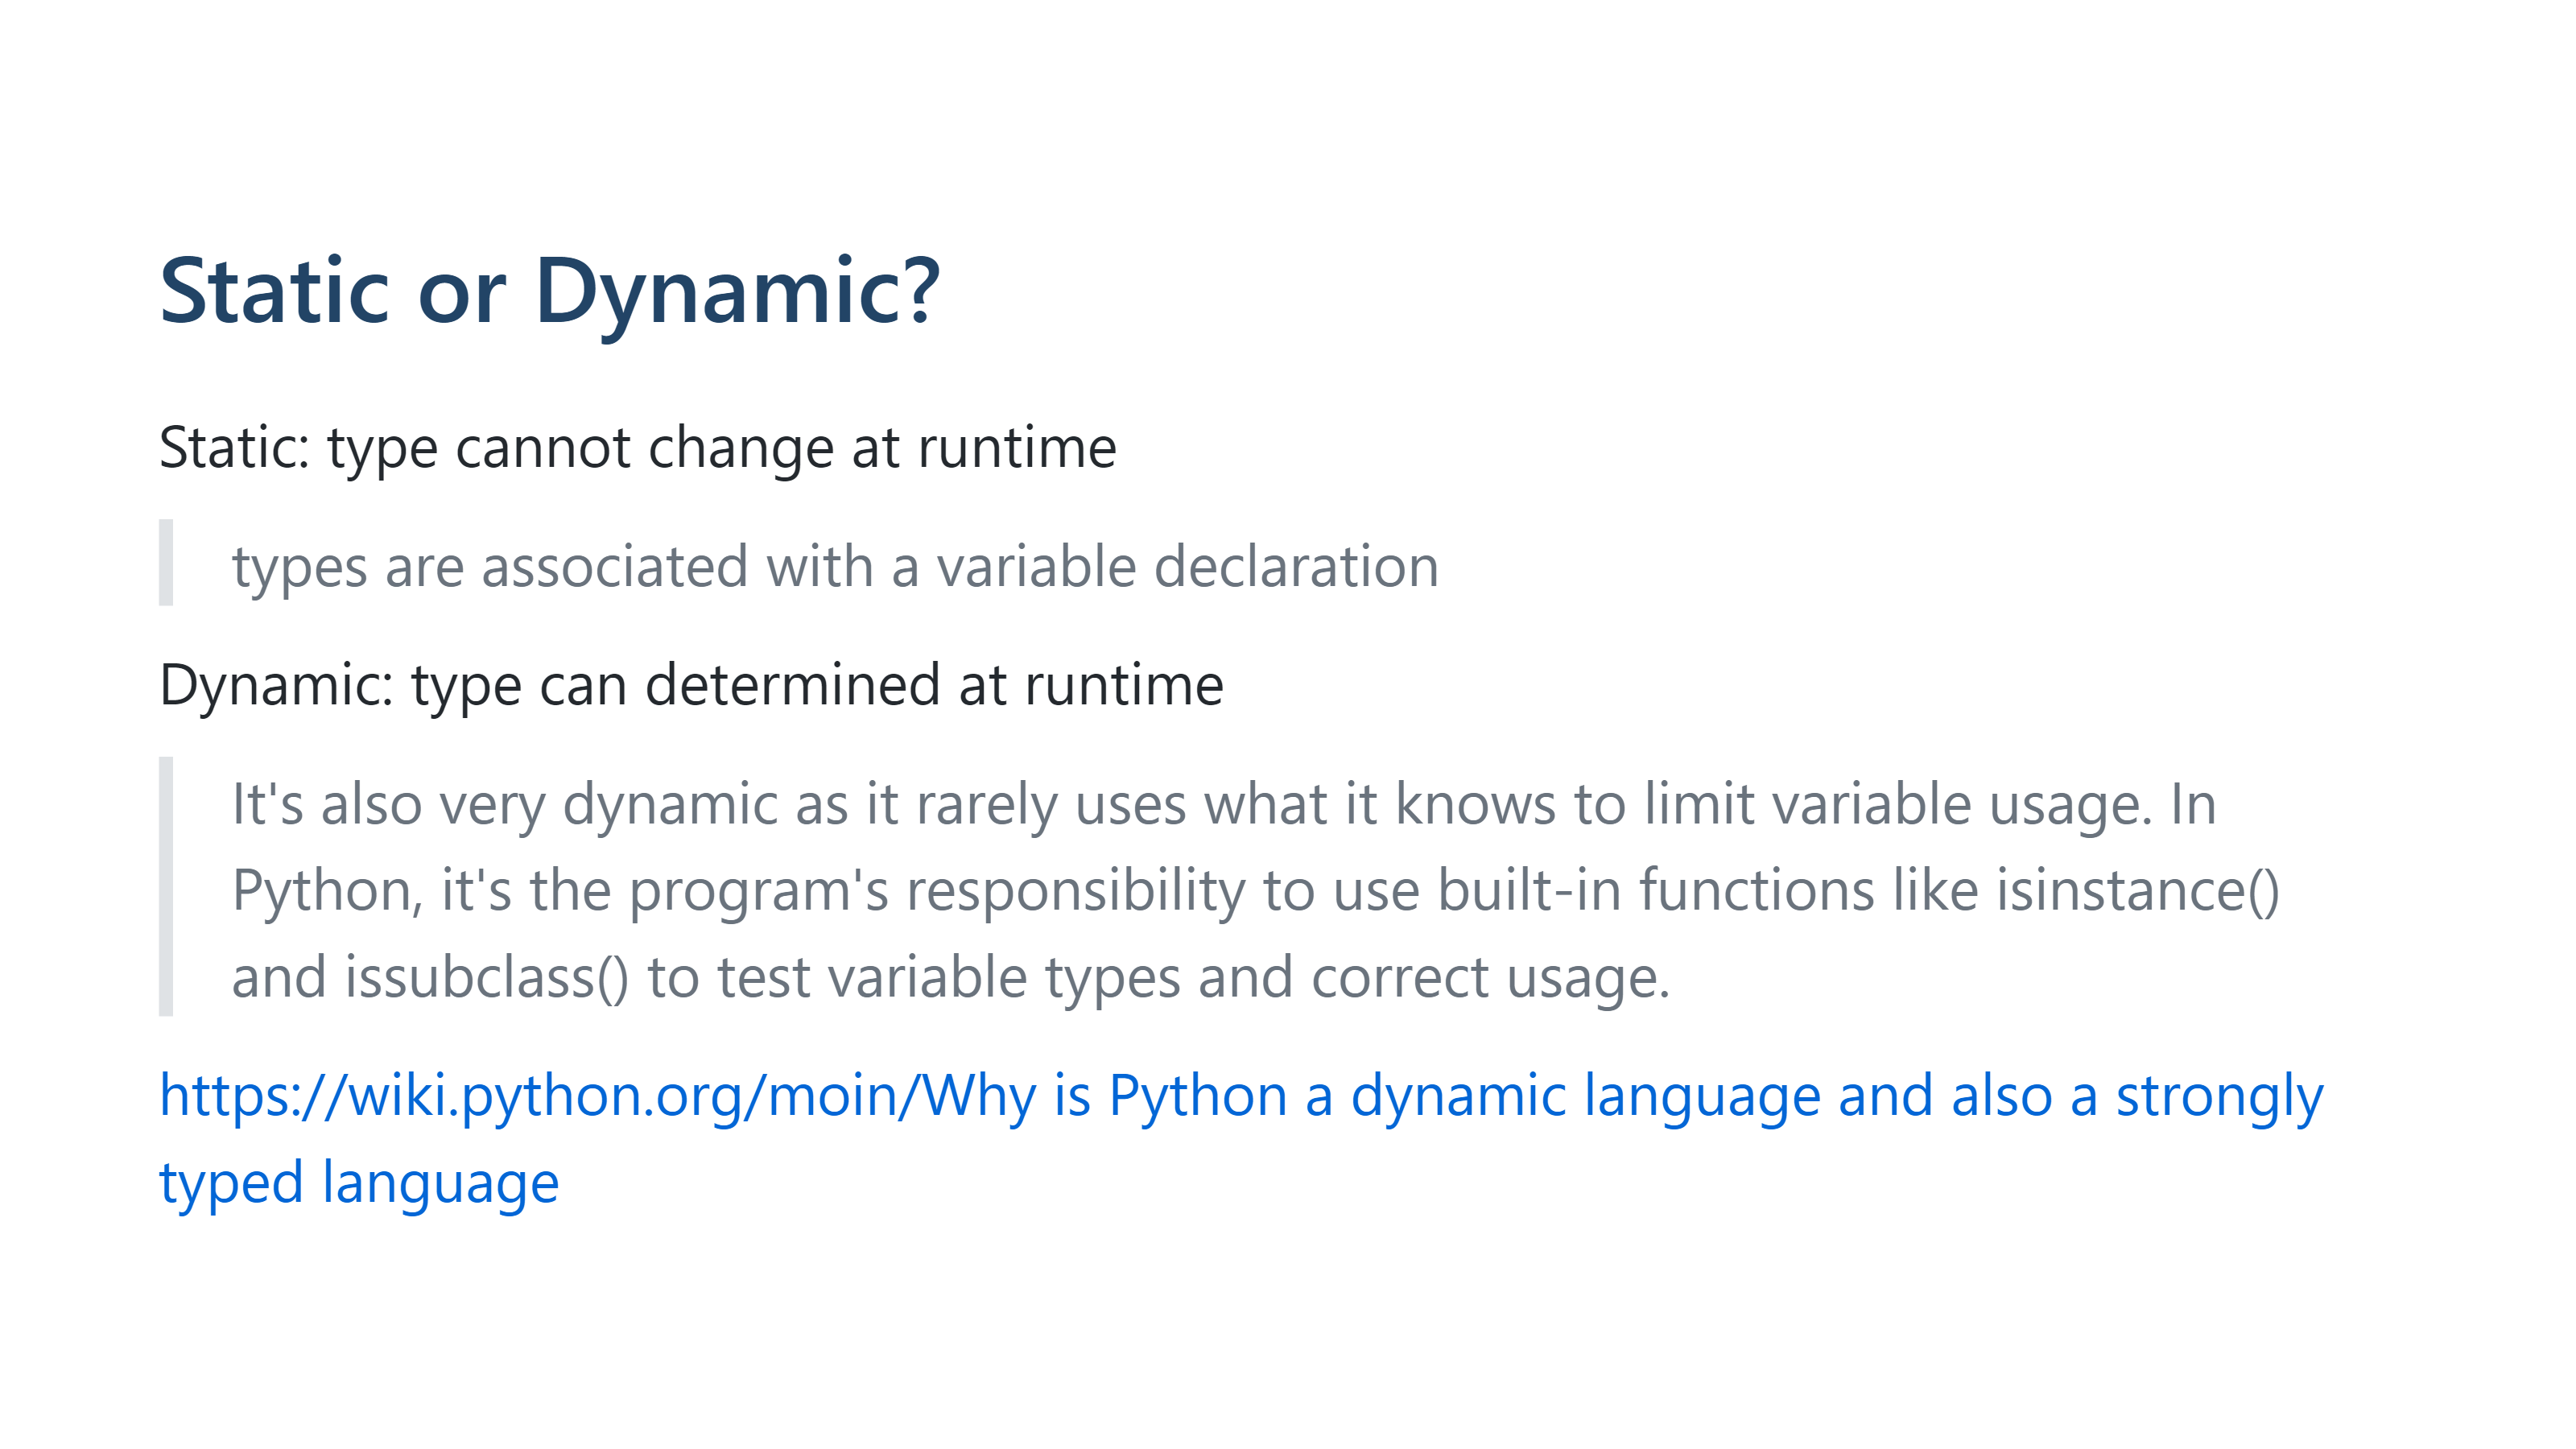 Static or Dynamic?
Static: type cannot change at runtime
types are associated with a variable declaration
Dynamic: type can determined at runtime
It's also very dynamic as it rarely uses what it knows to limit variable usage. In
Python, it's the program's responsibility to use built-in functions like isinstance()
and issubclass() to test variable types and correct usage.
https://wiki.python.org/moin/Why is Python a dynamic language and also a strongly
typed language